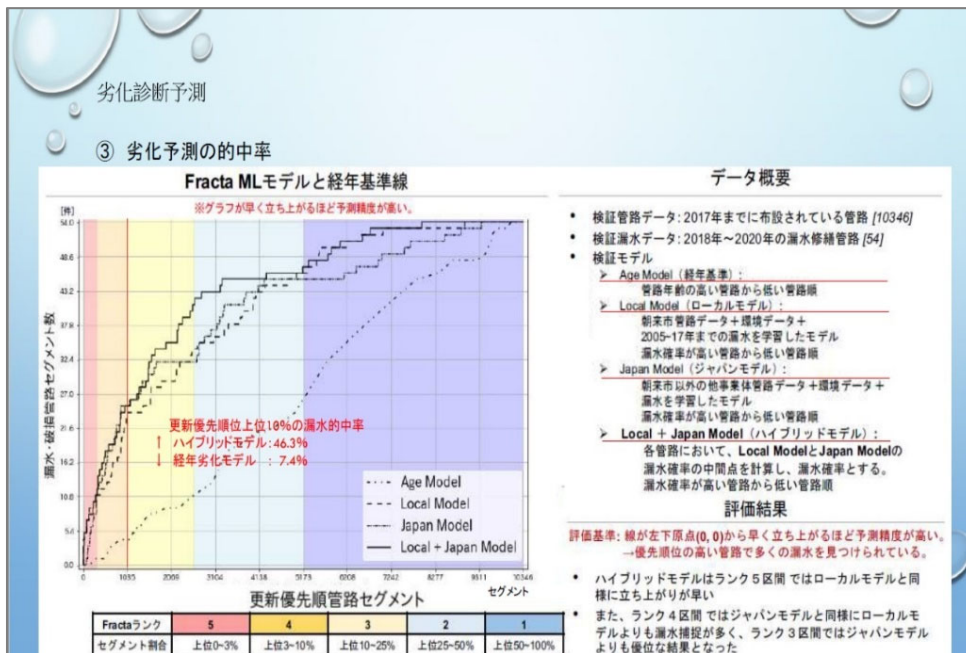 劣化診断予測
③ 劣化予測の的中率
Fracta MLモデルと経年基準線
※グラフが早く立ち上がるほど予測精度が高い。
[件]
54.0
48.6
43.2
37.8
32.4
27.0
21.6
16.2
10.8
5.4
0.0
漏水・破損管路セグメント数
更新優先順位上位10%の漏水的中率
↑ ハイブリッドモデル:46.3%
↓ 経年劣化モデル : 7.4%
Age Model
Local Model
Japan Model
Local + Japan Model
0 1035 2069 3104 4138 5173 6208 7242 8277 9311 10346
セグメント
更新優先順管路セグメント
Fractaランク 5 4 3 2 1
セグメント割合 上位0~3% 上位3~10% 上位10~25% 上位25~50% 上位50~100%
データ概要
• 検証管路データ: 2017年までに布設されている管路 [10346]
• 検証漏水データ: 2018年～2020年の漏水修繕管路 [54]
• 検証モデル
➢ Age Model（経年基準）:
管路年齢の高い管路から低い管路順
➢ Local Model（ローカルモデル）:
朝来市管路データ＋環境データ＋
2005-17年までの漏水を学習したモデル
漏水確率が高い管路から低い管路順
➢ Japan Model（ジャパンモデル）:
朝来市以外の他事業体管路データ＋環境データ＋
漏水を学習したモデル
漏水確率が高い管路から低い管路順
➢ Local + Japan Model（ハイブリッドモデル）:
各管路において、Local ModelとJapan Modelの
漏水確率の中間点を計算し、漏水確率とする。
漏水確率が高い管路から低い管路順
評価結果
評価基準: 線が左下原点(0, 0)から早く立ち上がるほど予測精度が高い。
→優先順位の高い管路で多くの漏水を見つけられている。
• ハイブリッドモデルはランク５区間 ではローカルモデルと同
様に立ち上がりが早い
• また、ランク４区間 ではジャパンモデルと同様にローカルモ
デルよりも漏水捕捉が多く、ランク３区間ではジャパンモデル
よりも優位な結果となった